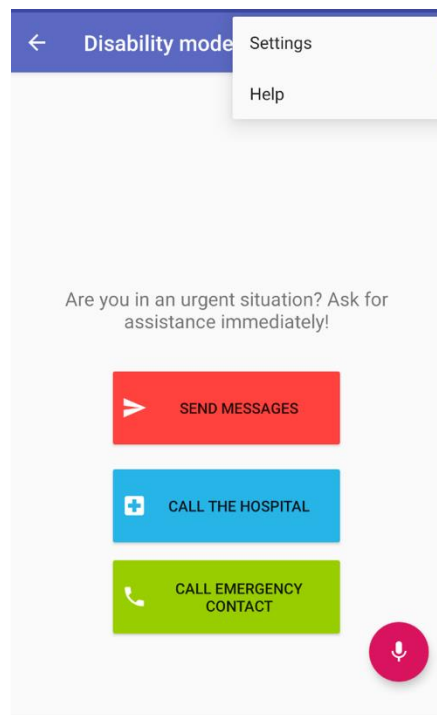 Disability mode
Settings
Help
Are you in an urgent situation? Ask for
assistance immediately!
SEND MESSAGES
CALL THE HOSPITAL
CALL EMERGENCY
CONTACT